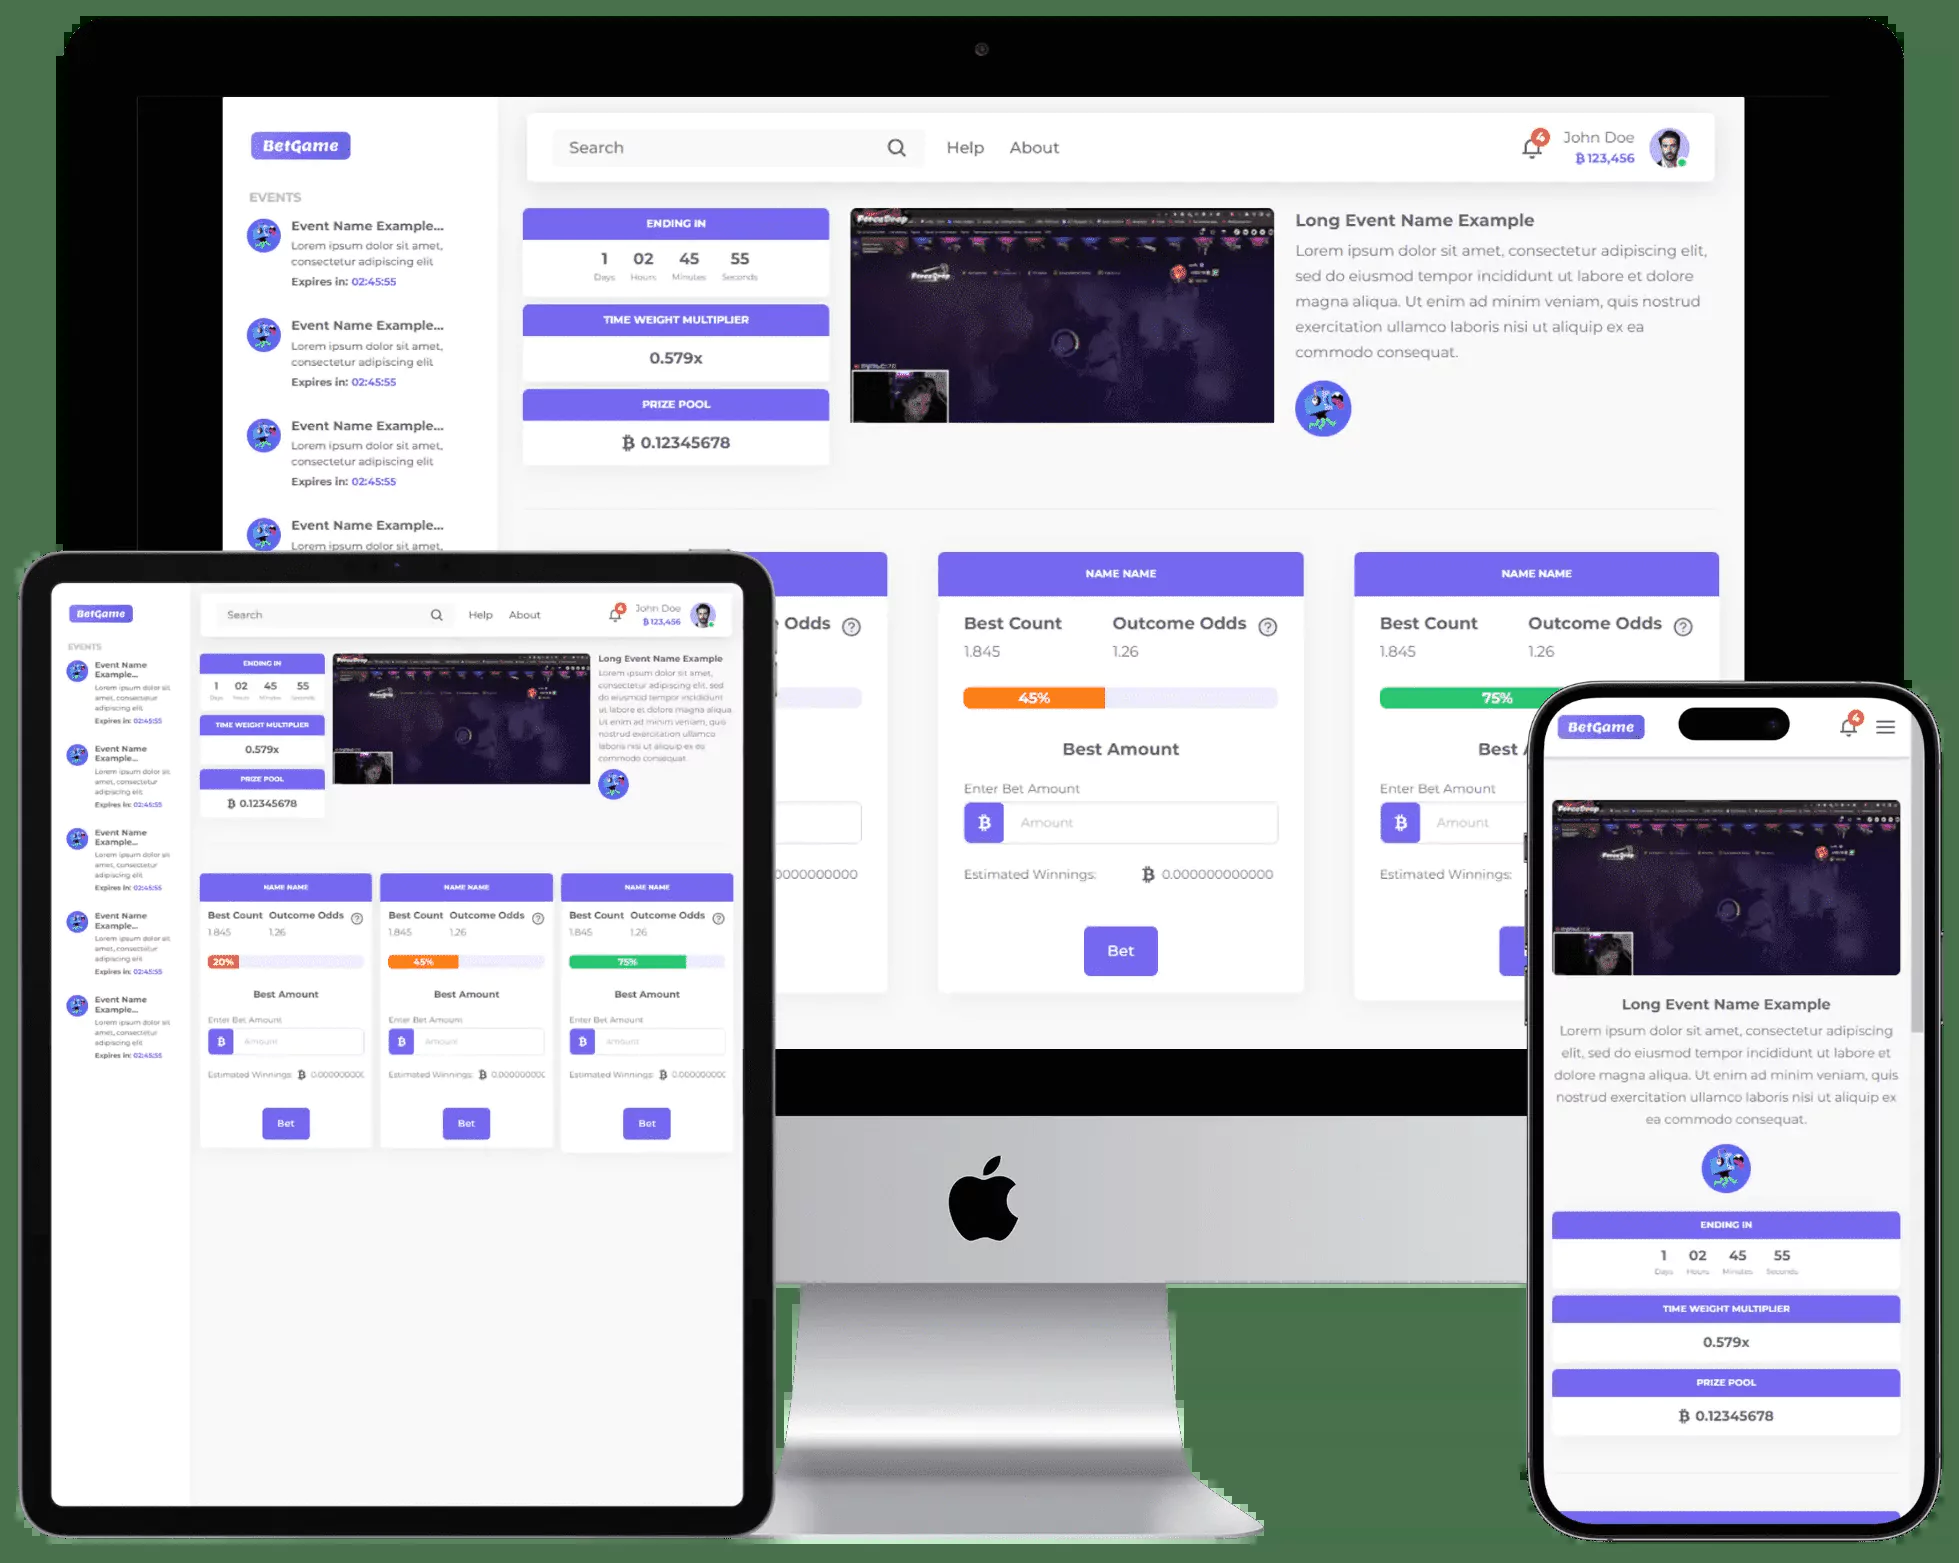 BetGame
EVENTS
Event Name Example...
Lorem ipsum dolor sit amet,
consectetur adipiscing elit
Expires in: 02:45:55
Event Name Example...
Lorem ipsum dolor sit amet,
consectetur adipiscing elit
Expires in: 02:45:55
Event Name Example...
Lorem ipsum dolor sit amet,
consectetur adipiscing elit
Expires in: 02:45:55
Event Name Example...
Lorem ipsum dolor sit amet,
Search
Help
About
4
John Doe
₿ 123,456
ENDING IN
1 02 45 55
Days Hours Minutes Seconds
TIME WEIGHT MULTIPLIER
0.579x
PRIZE POOL
₿ 0.12345678
Long Event Name Example
Lorem ipsum dolor sit amet, consectetur adipiscing elit,
sed do eiusmod tempor incididunt ut labore et dolore
magna aliqua. Ut enim ad minim veniam, quis nostrud
exercitation ullamco laboris nisi ut aliquip ex ea
commodo consequat.
Odds ?
0000000000
NAME NAME
Best Count Outcome Odds ?
1.845 1.26
45%
Best Amount
Enter Bet Amount
₿ Amount
Estimated Winnings: ₿ 0.000000000000
Bet
NAME NAME
Best Count Outcome Odds ?
1.845 1.26
75%
Best
Enter Bet Amount
₿ Amount
Estimated Winnings:
BetGame
EVENTS
Event Name
Example...
Lorem ipsum dolor sit
amet, consectetur
adipiscing elit
Expires in: 02:45:55
Event Name
Example...
Lorem ipsum dolor sit
amet, consectetur
adipiscing elit
Expires in: 02:45:55
Event Name
Example...
Lorem ipsum dolor sit
amet, consectetur
adipiscing elit
Expires in: 02:45:55
Event Name
Example...
Lorem ipsum dolor sit
amet, consectetur
adipiscing elit
Expires in: 02:45:55
Event Name
Example...
Lorem ipsum dolor sit
amet, consectetur
adipiscing elit
Expires in: 02:45:55
Search
Help
About
4
John Doe
₿ 123,456
ENDING IN
1 02 45 55
Days Hours Minutes Seconds
TIME WEIGHT MULTIPLIER
0.579x
PRIZE POOL
₿ 0.12345678
Long Event Name Example
Lorem ipsum dolor sit amet,
consectetur adipiscing elit, sed
do eiusmod tempor incididunt
ut labore et dolore magna aliqua.
Ut enim ad minim veniam, quis
nostrud exercitation ullamco
laboris nisi ut aliquip ex ea
commodo consequat.
NAME NAME
Best Count Outcome Odds ?
1.845 1.26
20%
Best Amount
Enter Bet Amount
₿ Amount
Estimated Winnings: ₿ 0.000000000
Bet
NAME NAME
Best Count Outcome Odds ?
1.845 1.26
45%
Best Amount
Enter Bet Amount
₿ Amount
Estimated Winnings: ₿ 0.000000000
Bet
NAME NAME
Best Count Outcome Odds ?
1.845 1.26
75%
Best Amount
Enter Bet Amount
₿ Amount
Estimated Winnings: ₿ 0.000000000
Bet
BetGame
4
Long Event Name Example
Lorem ipsum dolor sit amet, consectetur adipiscing
elit, sed do eiusmod tempor incididunt ut labore et
dolore magna aliqua. Ut enim ad minim veniam, quis
nostrud exercitation ullamco laboris nisi ut aliquip ex
ea commodo consequat.
ENDING IN
1 02 45 55
Days Hours Minutes Seconds
TIME WEIGHT MULTIPLIER
0.579x
PRIZE POOL
₿ 0.12345678